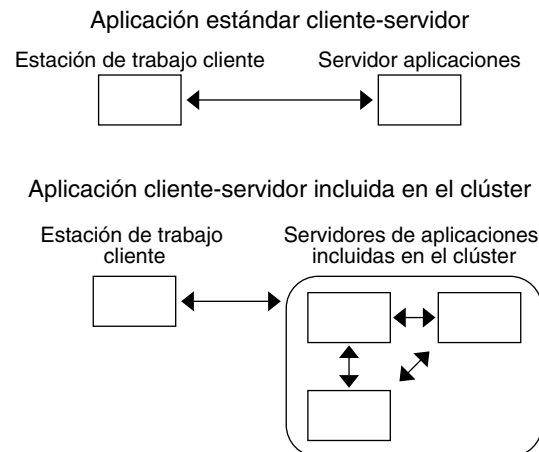 Aplicación estándar cliente-servidor
Estación de trabajo cliente
Servidor aplicaciones
Aplicación cliente-servidor incluida en el clúster
Estación de trabajo
cliente
Servidores de aplicaciones
incluidas en el clúster